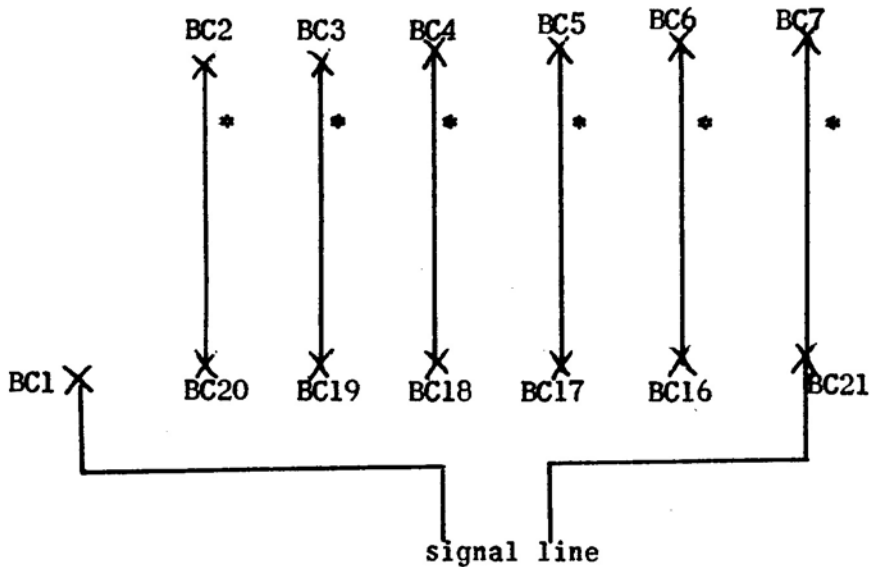 BC2 BC3 BC4 BC5 BC6 BC7
* * * * * *
BC1 BC20 BC19 BC18 BC17 BC16 BC21
signal line